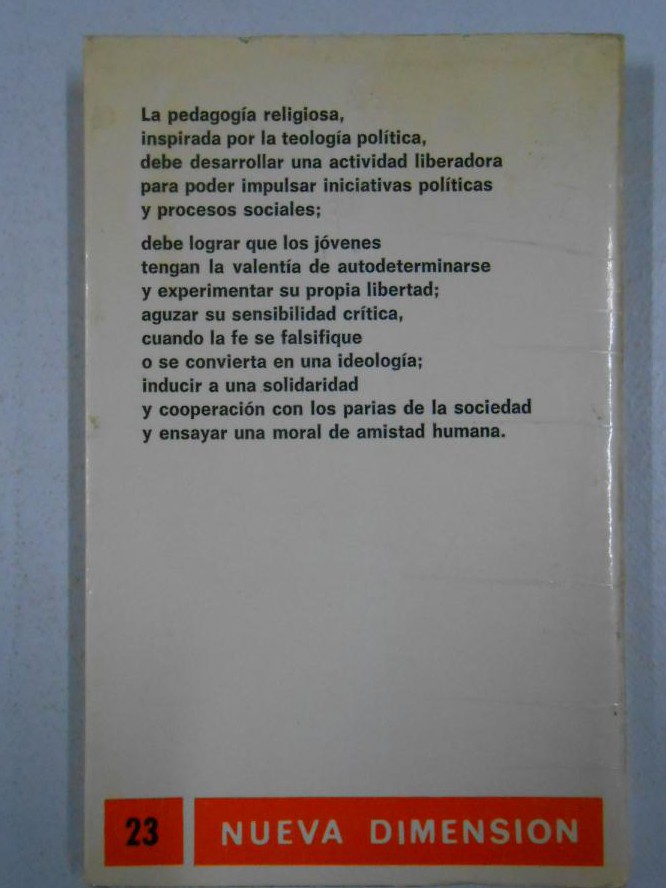 La pedagogía religiosa,
inspirada por la teología política,
debe desarrollar una actividad liberadora
para poder impulsar iniciativas políticas
y procesos sociales;
debe lograr que los jóvenes
tengan la valentía de autodeterminarse
y experimentar su propia libertad;
aguzar su sensibilidad crítica,
cuando la fe se falsifique
o se convierta en una ideología;
inducir a una solidaridad
y cooperación con los parias de la sociedad
y ensayar una moral de amistad humana.
23 NUEVA DIMENSION